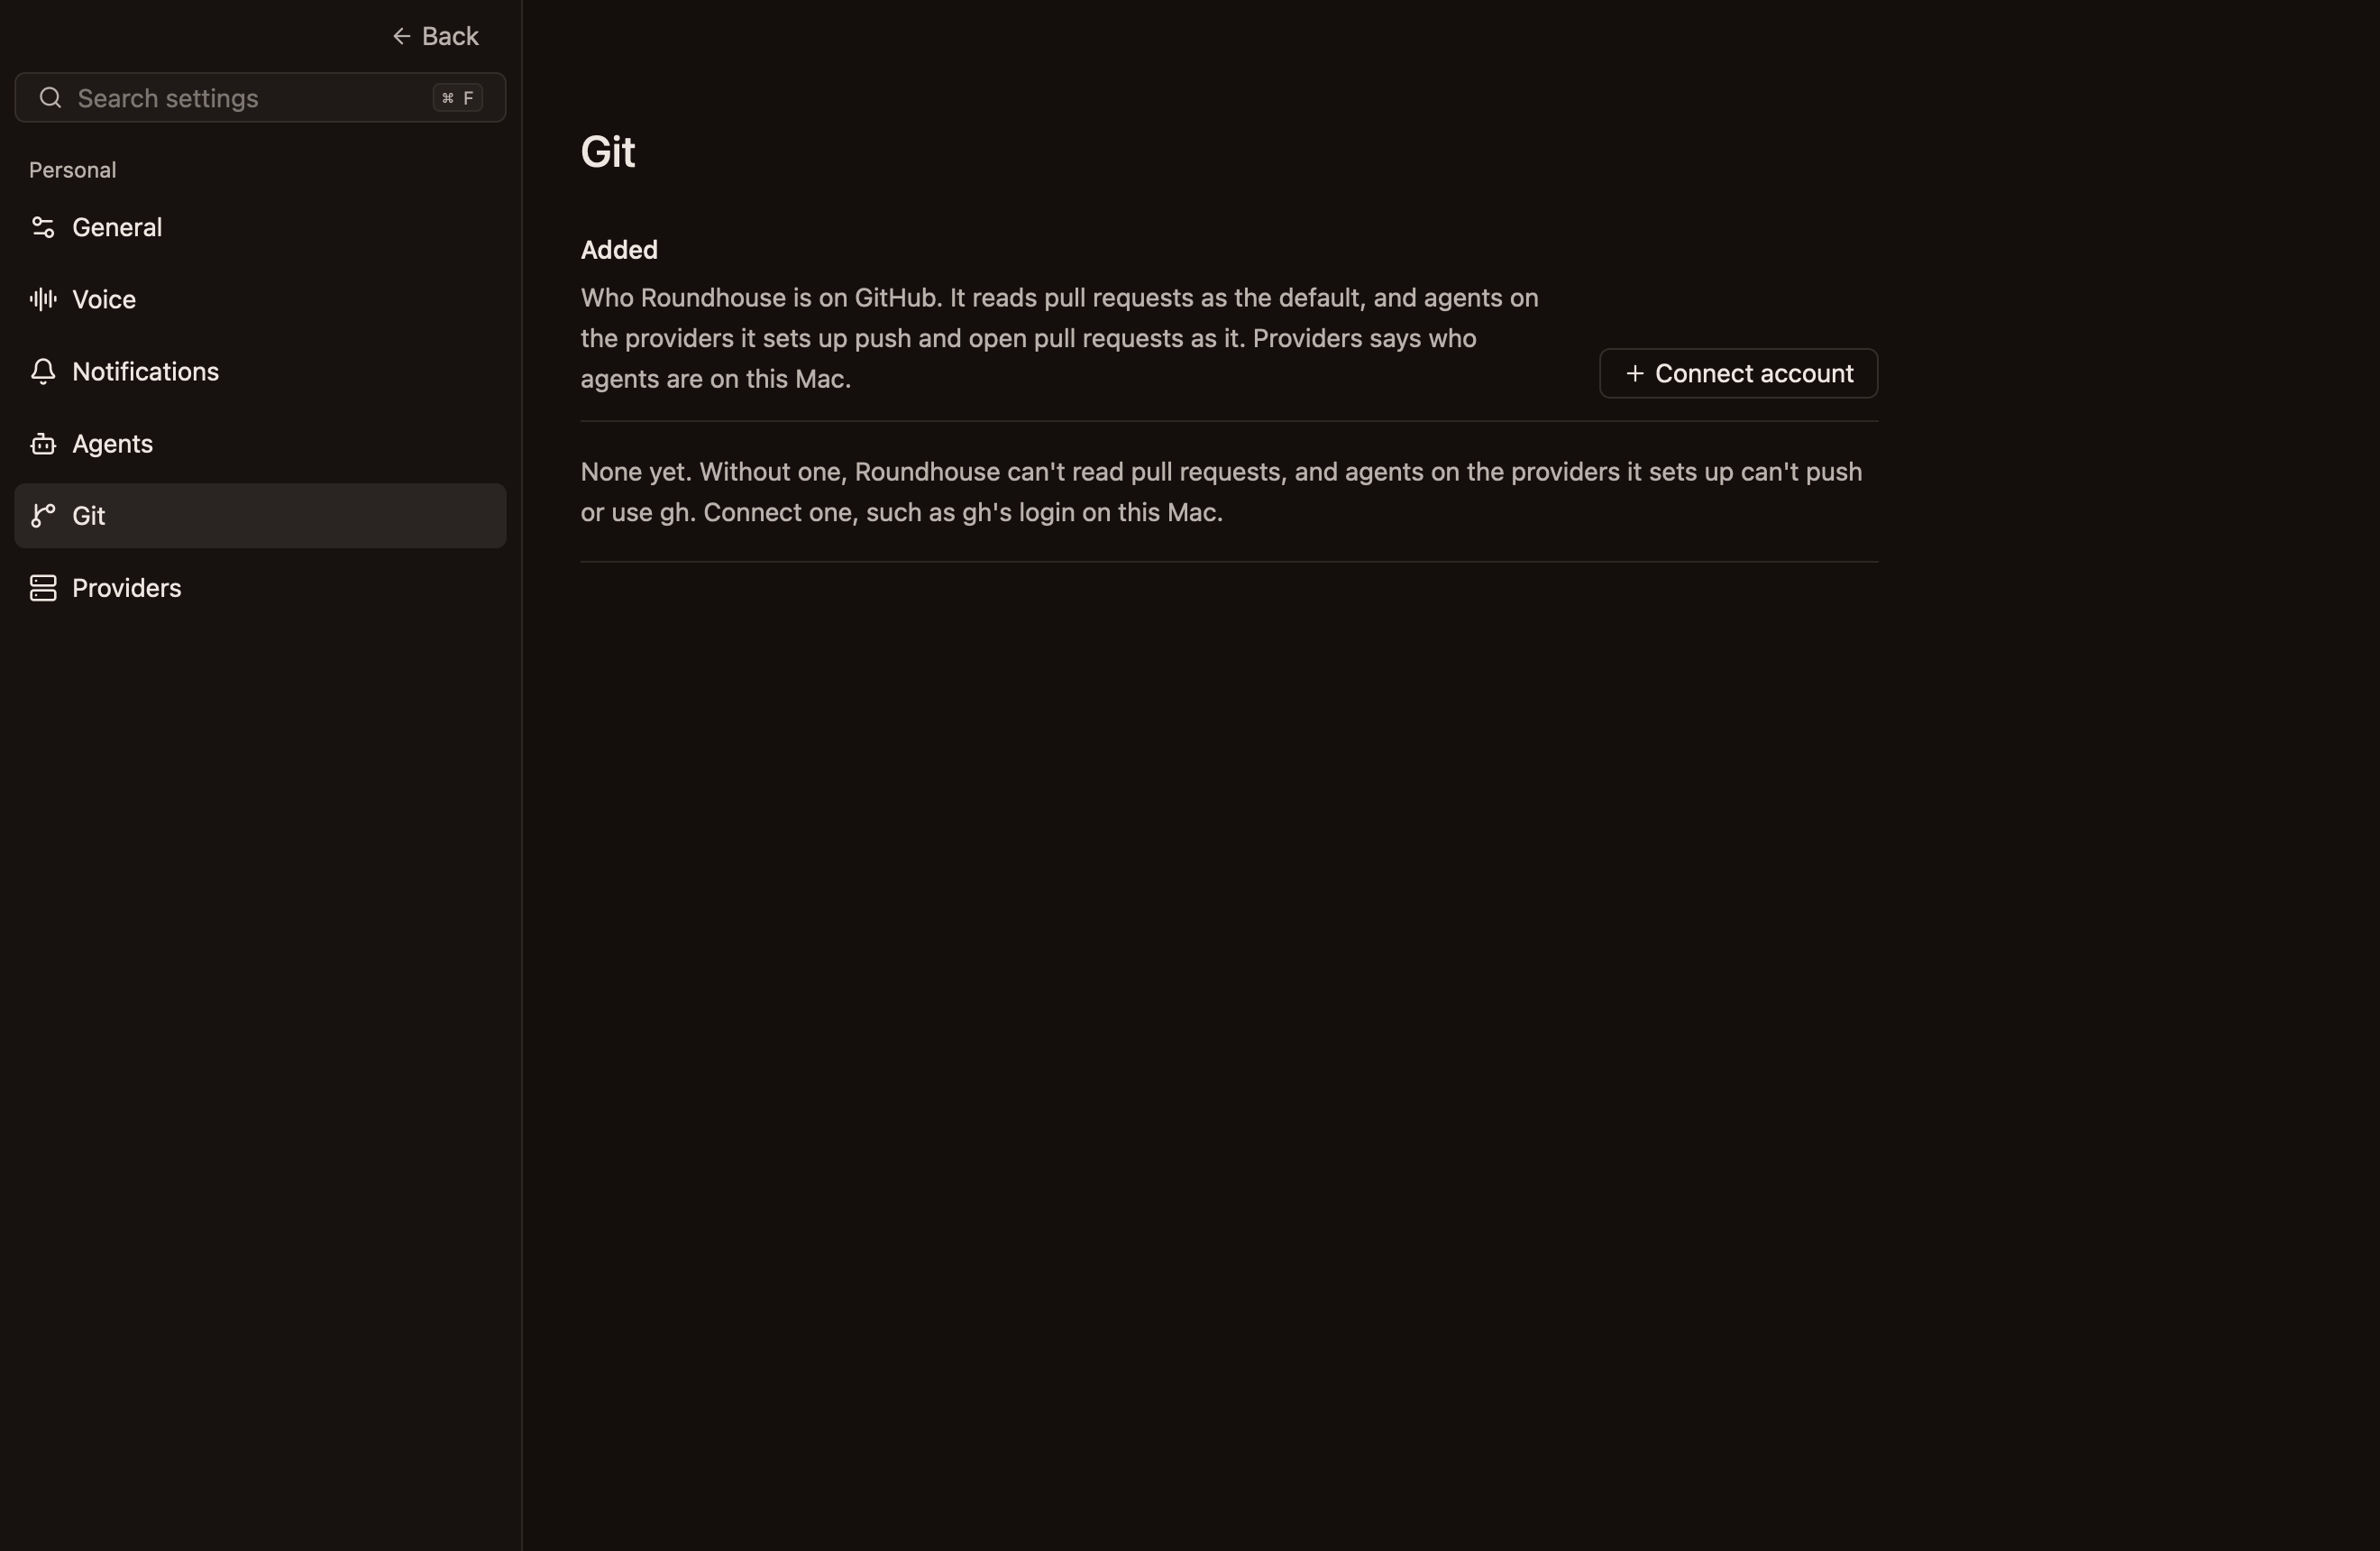 Back
Search settings
⌘ F
Personal
General
Voice
Notifications
Agents
Git
Providers
Git
Added
Who Roundhouse is on GitHub. It reads pull requests as the default, and agents on
the providers it sets up push and open pull requests as it. Providers says who
agents are on this Mac.
Connect account
None yet. Without one, Roundhouse can't read pull requests, and agents on the providers it sets up can't push
or use gh. Connect one, such as gh's login on this Mac.